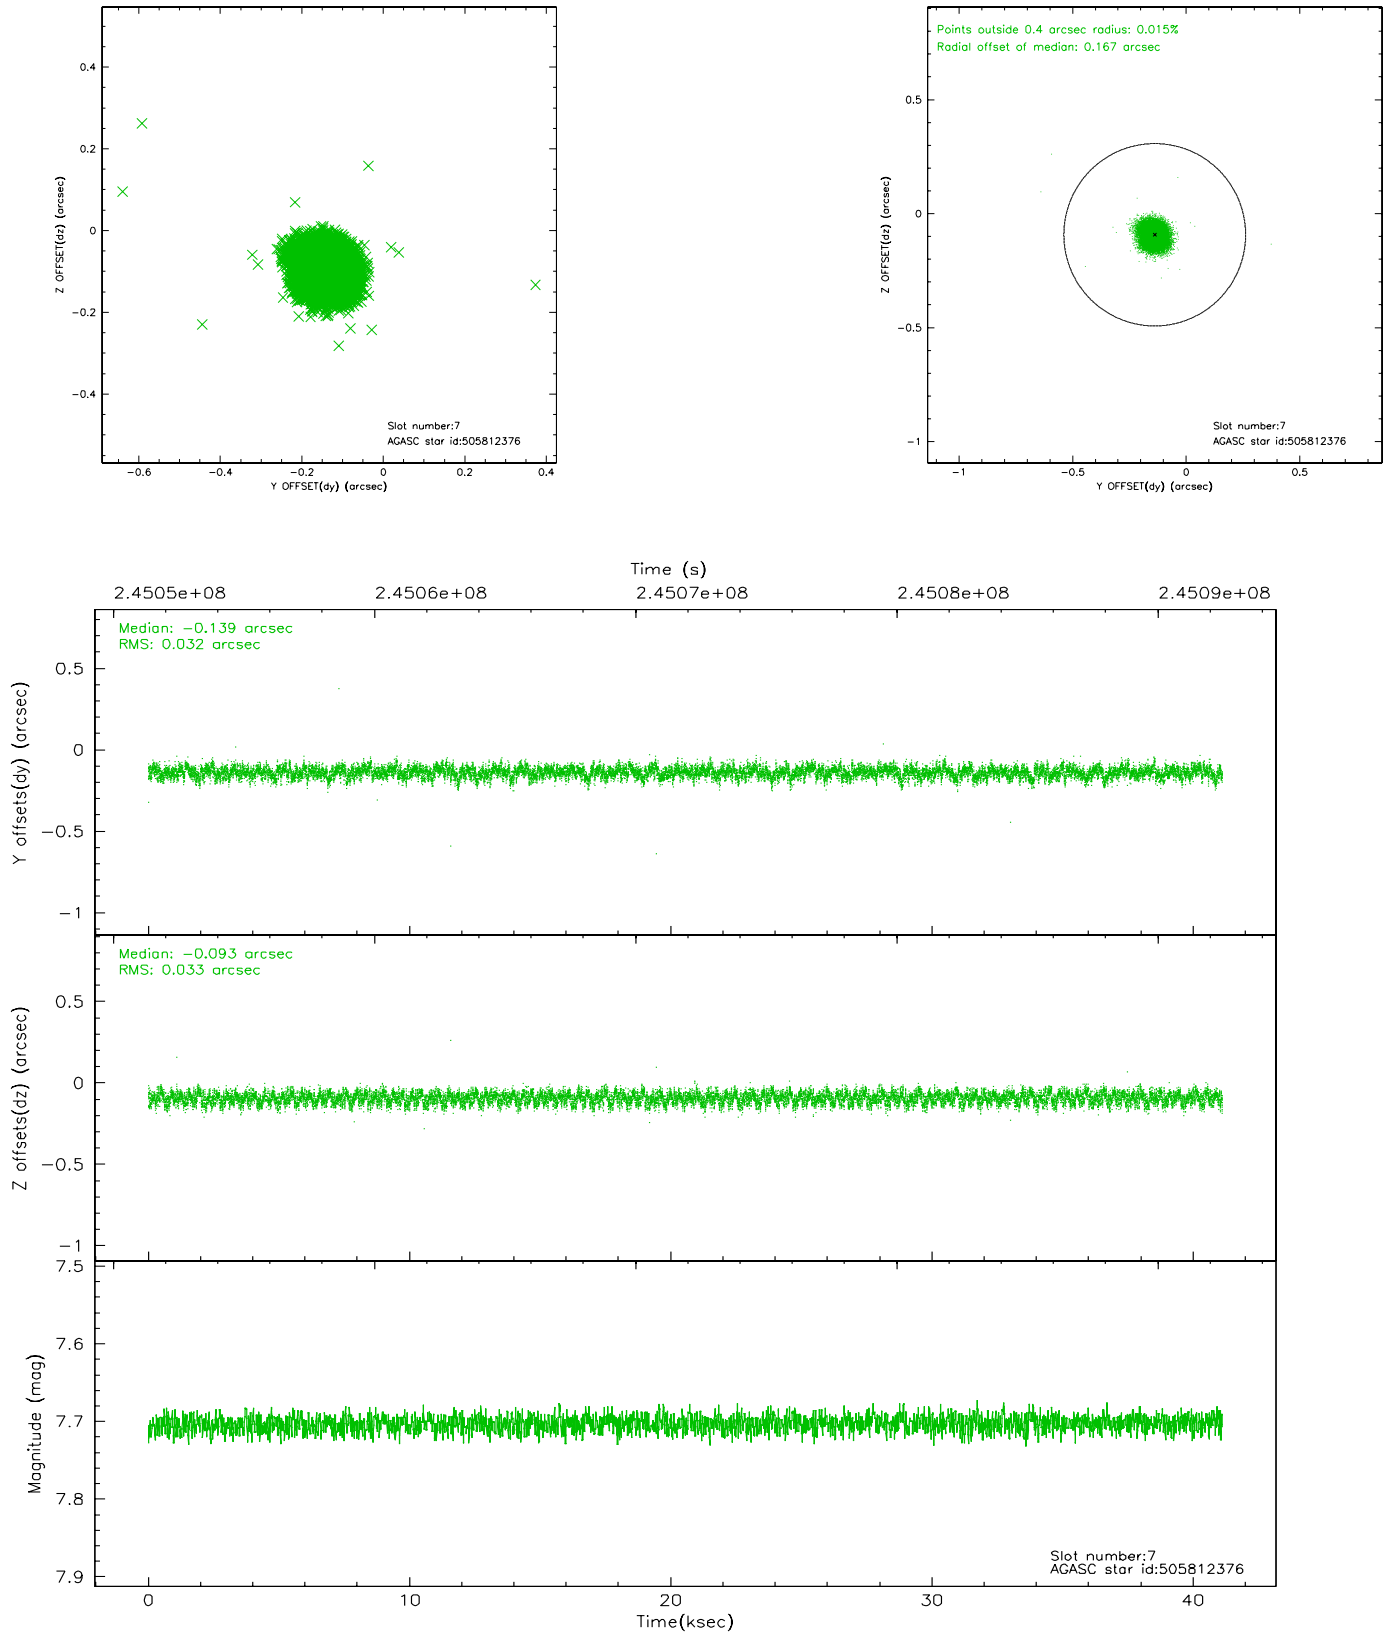 0.4
0.2
0
−0.2
−0.4
Z OFFSET(dz) (arcsec)
Slot number:7
AGASC star id:505812376
−0.6
−0.4
−0.2
0
0.2
0.4
Y OFFSET(dy) (arcsec)
Points outside 0.4 arcsec radius: 0.015%
Radial offset of median: 0.167 arcsec
0.5
0
−0.5
−1
Z OFFSET(dz) (arcsec)
Slot number:7
AGASC star id:505812376
−1
−0.5
0
0.5
Y OFFSET(dy) (arcsec)
Time (s)
2.4505e+08
2.4506e+08
2.4507e+08
2.4508e+08
2.4509e+08
Median: −0.139 arcsec
RMS: 0.032 arcsec
0.5
0
−0.5
−1
Y offsets(dy) (arcsec)
Median: −0.093 arcsec
RMS: 0.033 arcsec
0.5
0
−0.5
−1
Z offsets(dz) (arcsec)
7.5
7.6
7.7
7.8
7.9
Magnitude (mag)
Slot number:7
AGASC star id:505812376
0
10
20
30
40
Time(ksec)